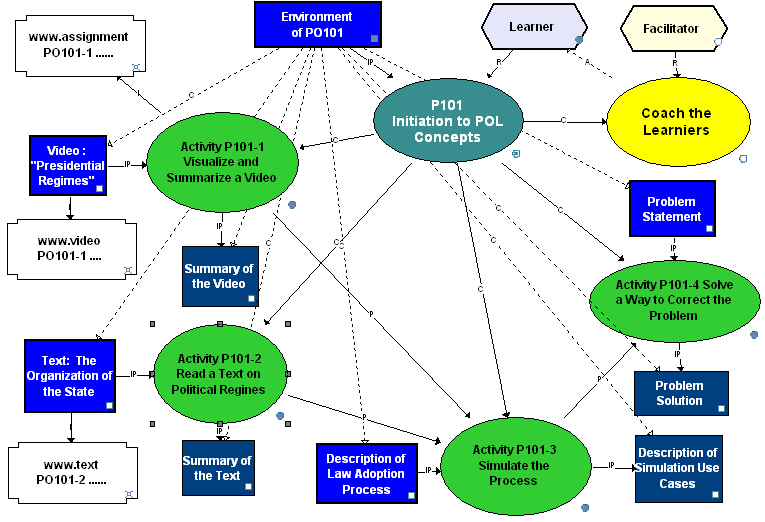 Environment
of PO101
Learner
Facilitator
www.assignment
PO101-1 ......
I
C
IP
R
A
R
P101
Initiation to POL
Concepts
Coach the
Learniers
C
C
Video :
"Presidential
Regimes"
IP
Activity P101-1
Visualize and
Summarize a Video
I
www.video
PO101-1 ....
IP
Summary of
the Video
C
C
C
C
C
C
C
Problem
Statement
IP
Activity P101-4 Solve
a Way to Correct the
Problem
C
P
Text: The
Organization of
the State
IP
Activity P101-2
Read a Text on
Political Regines
I
IP
P
P
IP
Problem
Solution
www.text
PO101-2 ......
Summary of
the Text
Description of
Law Adoption
Process
IP
Activity P101-3
Simulate the
Process
IP
Description of
Simulation Use
Cases